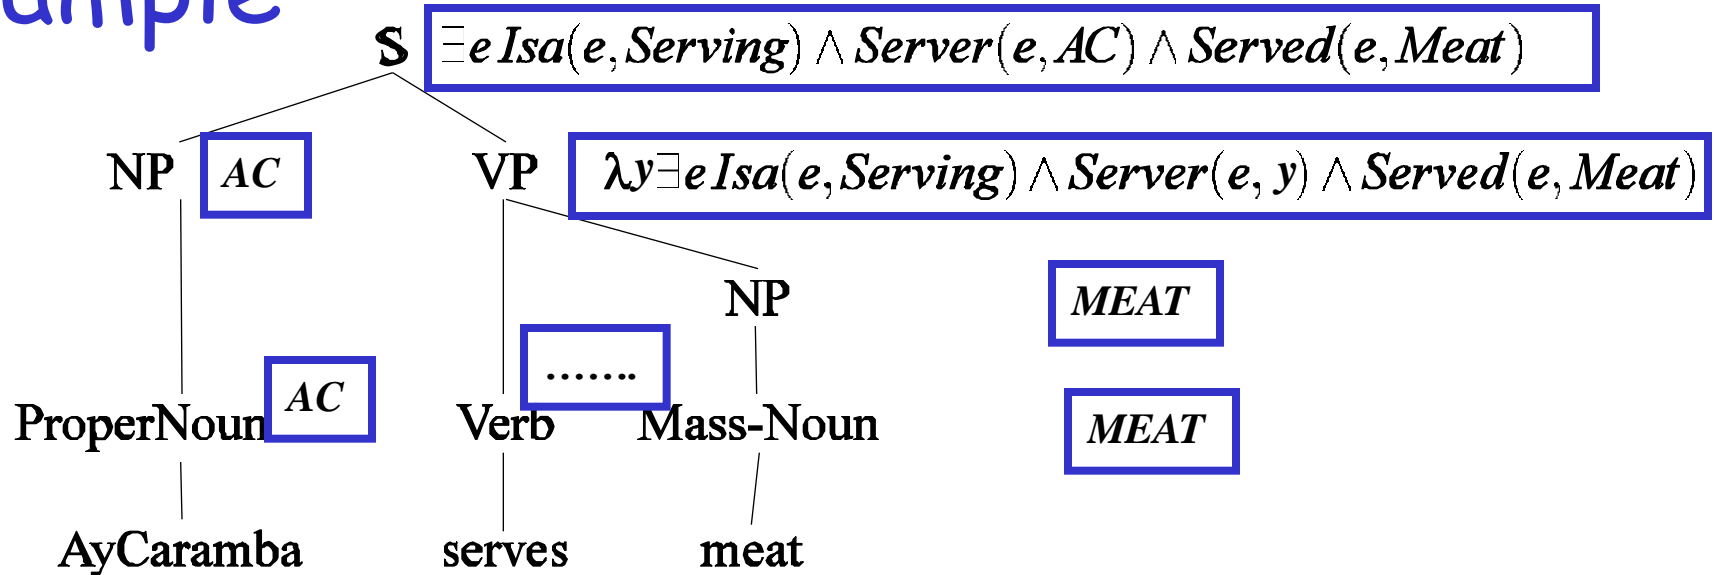 S ∃e Isa(e, Serving) ∧ Server(e, AC) ∧ Served(e, Meat)
NP AC VP λy∃e Isa(e, Serving) ∧ Server(e, y) ∧ Served(e, Meat)
NP MEAT
.......
ProperNoun AC Verb Mass-Noun MEAT
AyCaramba serves meat